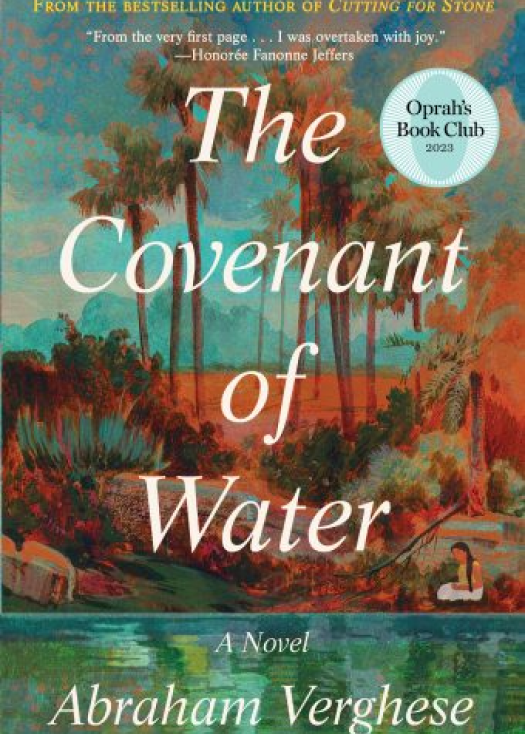 FROM THE BESTSELLING AUTHOR OF CUTTING FOR STONE
"From the very first page . . . I was overtaken with joy."
—Honorée Fanonne Jeffers
The
Oprah's
Book Club
2023
Covenant
of
Water
A Novel
Abraham Verghese